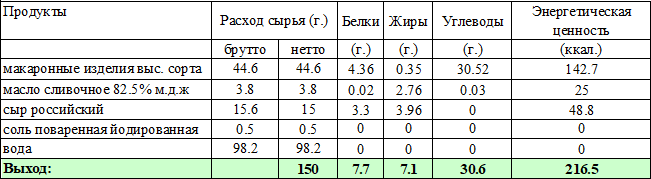 Продукты Расход сырья (г.) Белки Жиры Углеводы Энергетическая ценность
брутто нетто (г.) (г.) (г.) (ккал.)
макаронные изделия выс. сорта 44.6 44.6 4.36 0.35 30.52 142.7
масло сливочное 82.5% м.д.ж 3.8 3.8 0.02 2.76 0.03 25
сыр российский 15.6 15 3.3 3.96 0 48.8
соль поваренная йодированная 0.5 0.5 0 0 0 0
вода 98.2 98.2 0 0 0 0
Выход: 150 7.7 7.1 30.6 216.5